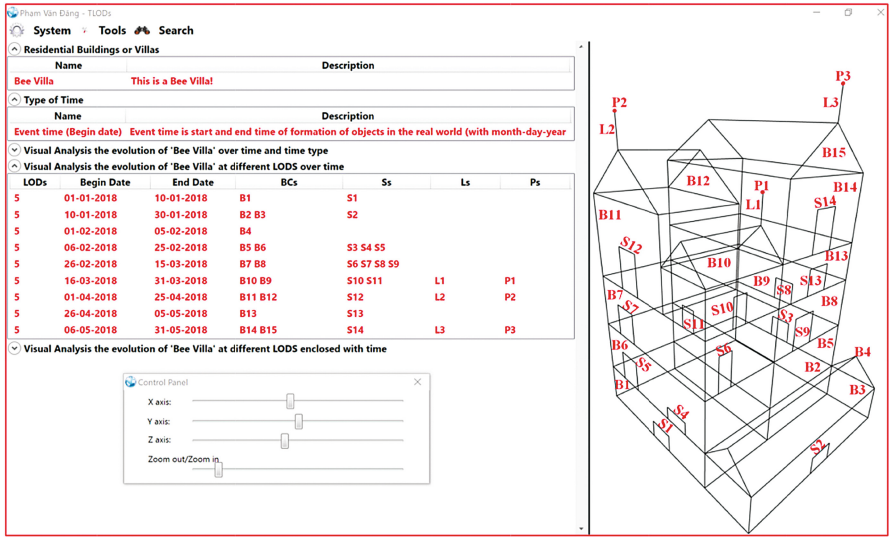 Pham Văn Đăng - TLODs
System Tools Search
Residential Buildings or Villas
Name Description
Bee Villa This is a Bee Villa!
Type of Time
Name Description
Event time (Begin date) Event time is start and end time of formation of objects in the real world (with month-day-year
Visual Analysis the evolution of 'Bee Villa' over time and time type
Visual Analysis the evolution of 'Bee Villa' at different LODS over time
LODs Begin Date End Date BCs Ss Ls Ps
5 01-01-2018 10-01-2018 B1 S1
5 10-01-2018 30-01-2018 B2 B3 S2
5 01-02-2018 05-02-2018 B4
5 06-02-2018 25-02-2018 B5 B6 S3 S4 S5
5 26-02-2018 15-03-2018 B7 B8 S6 S7 S8 S9
5 16-03-2018 31-03-2018 B10 B9 S10 S11 L1 P1
5 01-04-2018 25-04-2018 B11 B12 S12 L2 P2
5 26-04-2018 05-05-2018 B13 S13
5 06-05-2018 31-05-2018 B14 B15 S14 L3 P3
Visual Analysis the evolution of 'Bee Villa' at different LODS enclosed with time
Control Panel
X axis:
Y axis:
Z axis:
Zoom out/Zoom in
P3
P2 L3
L2
B15
B12 P1 B14
L1 S14
B11
S12 B13
B10
B9 S13
B7 S8 B8
S7 S10
S11 S3 S9
B6 S6 B5
S5 B4
B1 B2
B3
S4
S1
S2